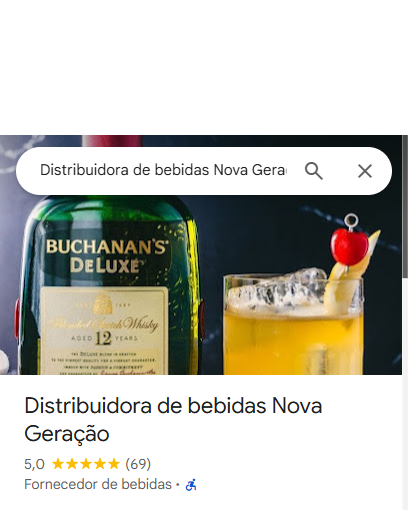 Distribuidora de bebidas Nova Gera
BUCHANAN'S
DELUXE
Blended Scotch Whisky
AGED 12 YEARS
Distribuidora de bebidas Nova
Geração
5,0 (69)
Fornecedor de bebidas ·